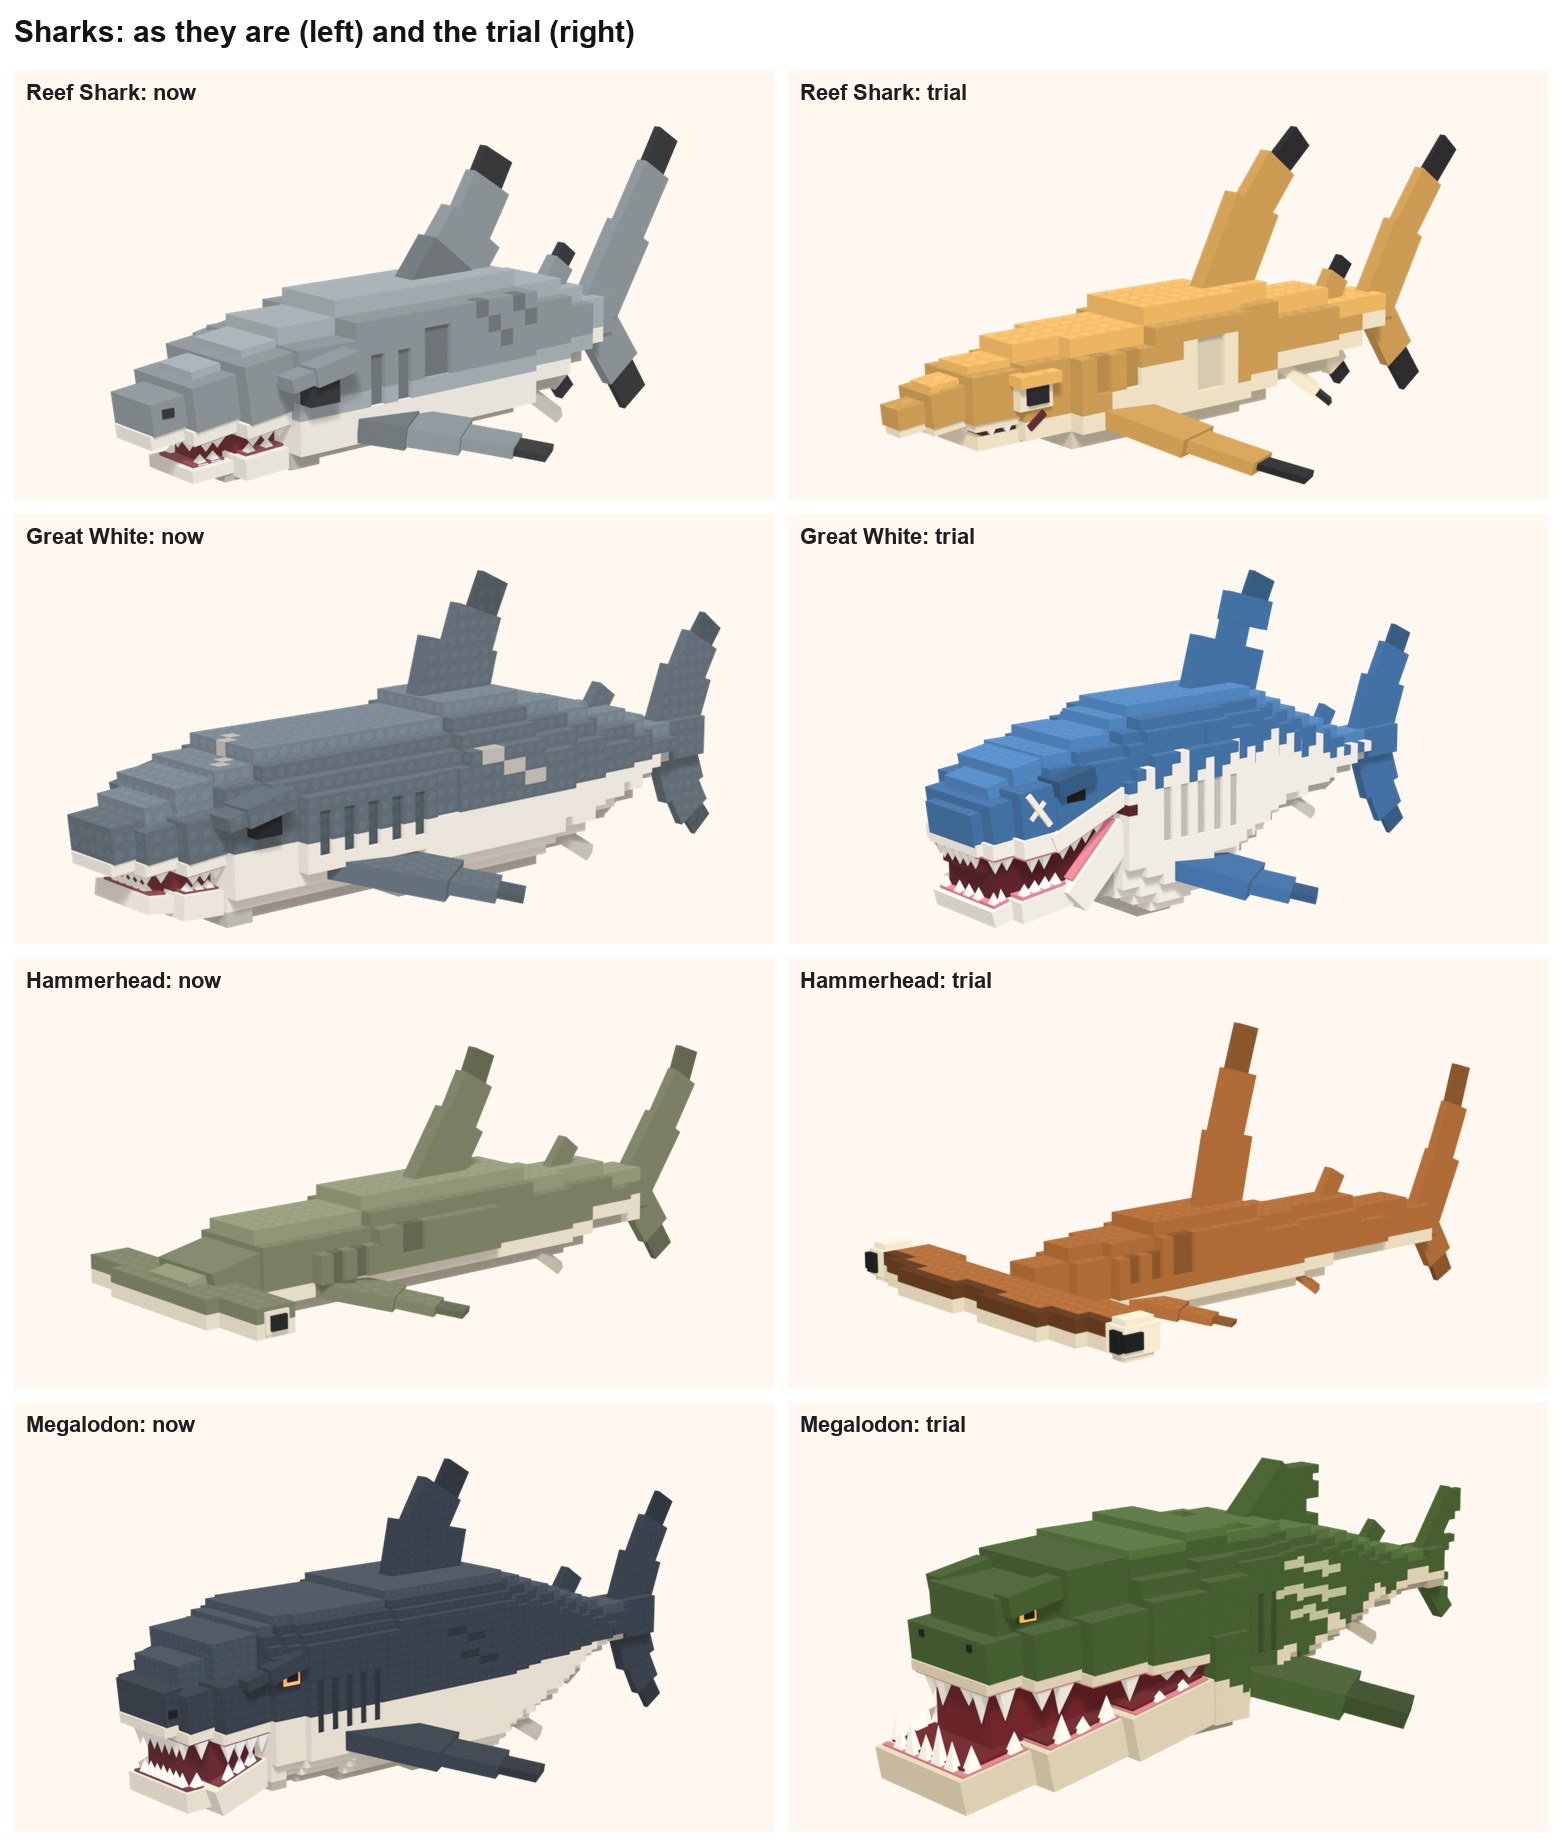 Sharks: as they are (left) and the trial (right)
Reef Shark: now
Reef Shark: trial
Great White: now
Great White: trial
Hammerhead: now
Hammerhead: trial
Megalodon: now
Megalodon: trial